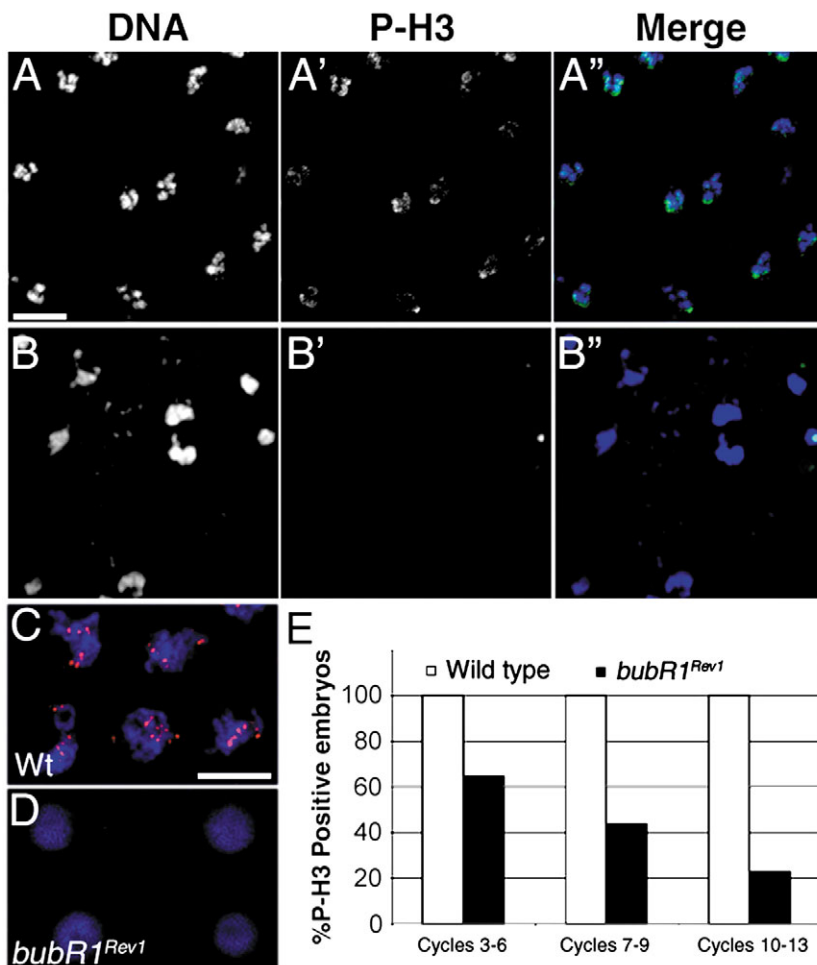 DNA P-H3 Merge
A A' A"
B B' B"
C
Wt
D
bubR1Rev1
E
Wild type bubR1Rev1
%P-H3 Positive embryos
100
80
60
40
20
0
Cycles 3-6 Cycles 7-9 Cycles 10-13